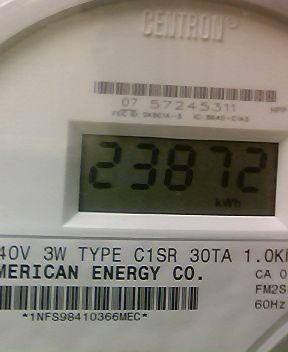 CENTRON®
07 57245311
23872
kWh
40V 3W TYPE C1SR 30TA 1.0K
MERICAN ENERGY CO.
CA 0
FM2S
60Hz
*1NFS98410366MEC*